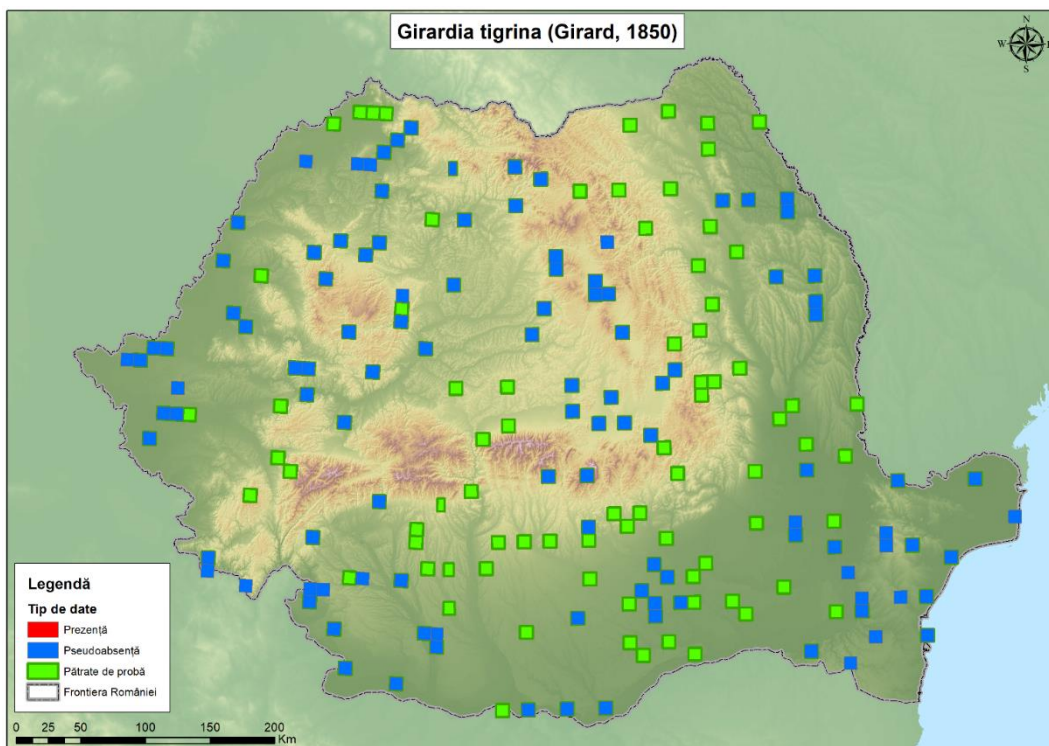 Girardia tigrina (Girard, 1850)
N
W
E
S
Legendă
Tip de date
Prezență
Pseudoabsență
Pătrate de probă
Frontiera României
0 25 50 100 150 200
Km